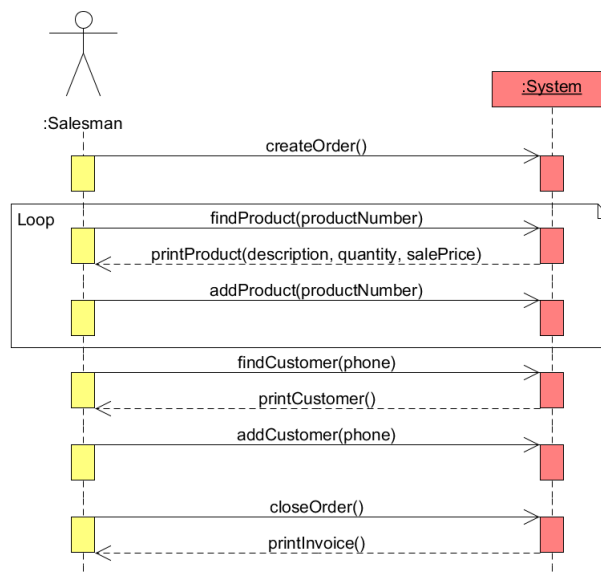 :System
:Salesman
createOrder()
Loop
findProduct(productNumber)
printProduct(description, quantity, salePrice)
addProduct(productNumber)
findCustomer(phone)
printCustomer()
addCustomer(phone)
closeOrder()
printInvoice()